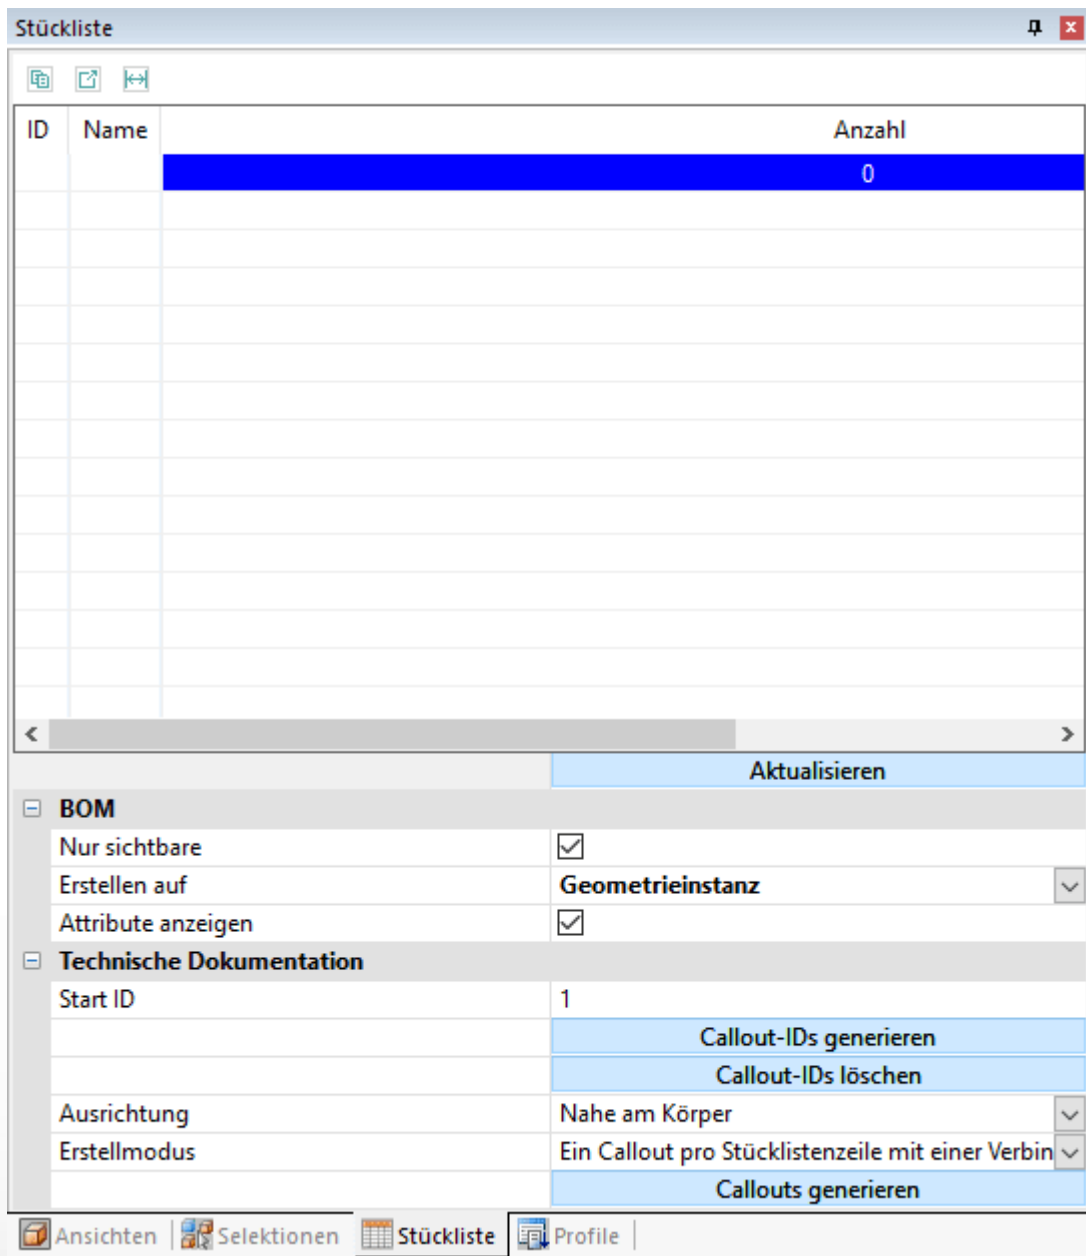 Stückliste
ID Name Anzahl
0
Aktualisieren
BOM
Nur sichtbare
Erstellen auf Geometrieinstanz
Attribute anzeigen
Technische Dokumentation
Start ID 1
Callout-IDs generieren
Callout-IDs löschen
Ausrichtung Nahe am Körper
Erstellmodus Ein Callout pro Stücklistenzeile mit einer Verbin
Callouts generieren
Ansichten Selektionen Stückliste Profile